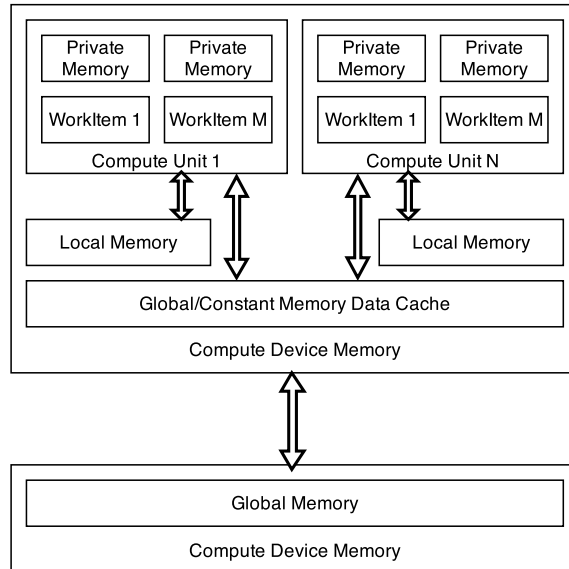 Private
Memory
Private
Memory
WorkItem 1
WorkItem M
Compute Unit 1
Private
Memory
Private
Memory
WorkItem 1
WorkItem M
Compute Unit N
Local Memory
Local Memory
Global/Constant Memory Data Cache
Compute Device Memory
Global Memory
Compute Device Memory